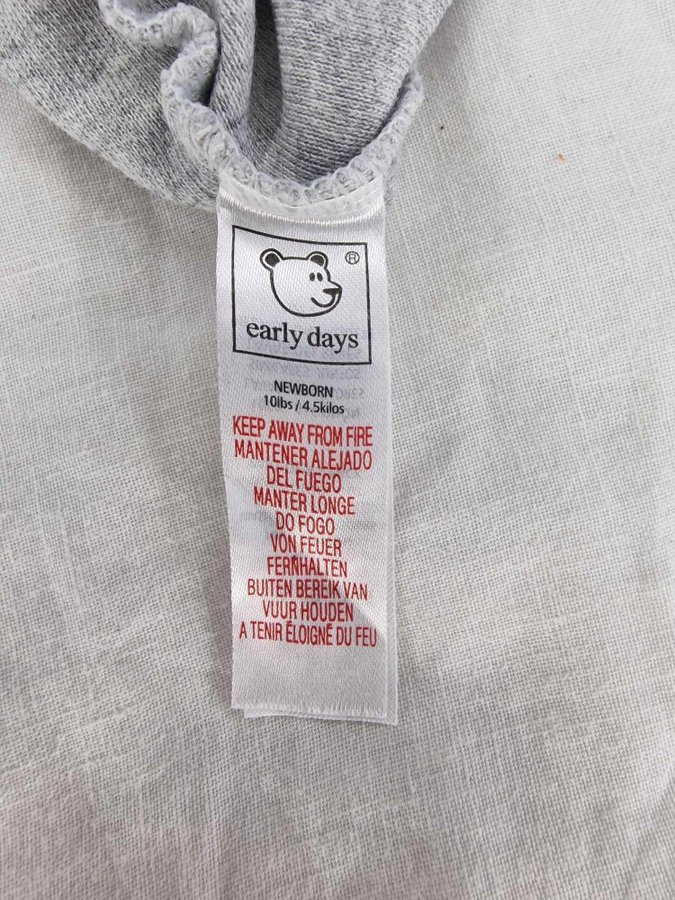 ®
early days
NEWBORN
10lbs / 4.5kilos
KEEP AWAY FROM FIRE
MANTENER ALEJADO
DEL FUEGO
MANTER LONGE
DO FOGO
VON FEUER
FERNHALTEN
BUITEN BEREIK VAN
VUUR HOUDEN
A TENIR ÉLOIGNÉ DU FEU